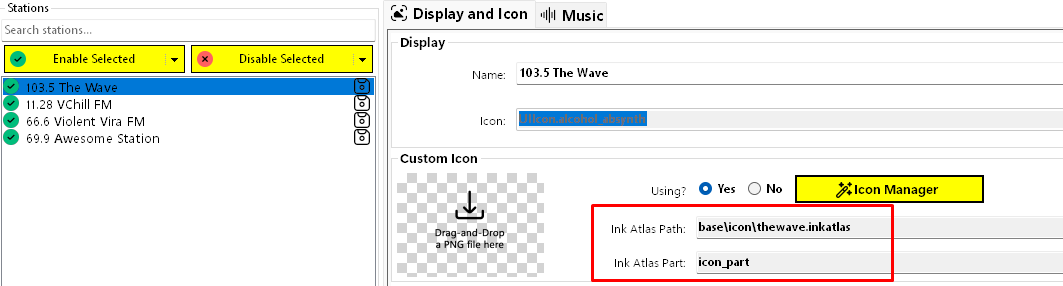 Stations
Search stations...
Enable Selected
Disable Selected
103.5 The Wave
11.28 VChill FM
66.6 Violent Vira FM
69.9 Awesome Station
Display and Icon
Music
Display
Name: 103.5 The Wave
Icon: UIIcon.alcohol_absynth
Custom Icon
Drag-and-Drop
a PNG file here
Using? Yes No Icon Manager
Ink Atlas Path: base\icon\thewave.inkatlas
Ink Atlas Part: icon_part